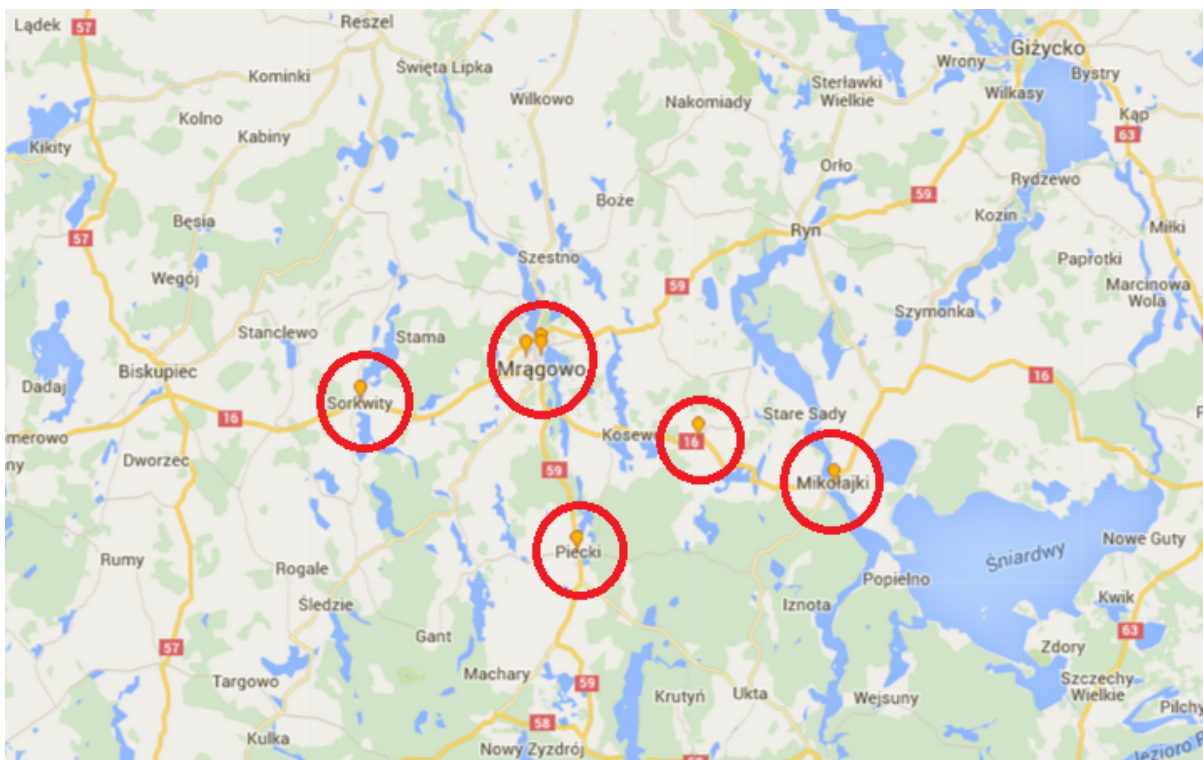 Lądek
57
Reszel
Kominki
Święta Lipka
Kolno
Kabiny
Kikity
Wilkowo
Nakomiady
Sterławki
Wielkie
Wrony
Giżycko
Wilkasy
Bystry
Kąp
63
Orło
Rydzewo
59
Boże
Kozin
Ryn
Miłki
Bęsia
57
Wegój
Szestno
59
Paprotki
Marcinowa
Wola
Szymonka
Stanclewo
Stama
Mrągowo
Biskupiec
Dadaj
Sorkwity
16
16
Stare Sady
Kosewo
16
merowo
ny
Dworzec
59
Mikołajki
Piecki
Śniardwy
Nowe Guty
Rumy
Rogale
Śledzie
Popielno
Iznota
Kwik
63
Gant
57
Zdory
Targowo
Machary
59
Krutyń
Ukta
Wejsuny
Szczechy
Wielkie
Pilchy
58
Kulka
Nowy Zyzdrój
Jezioro